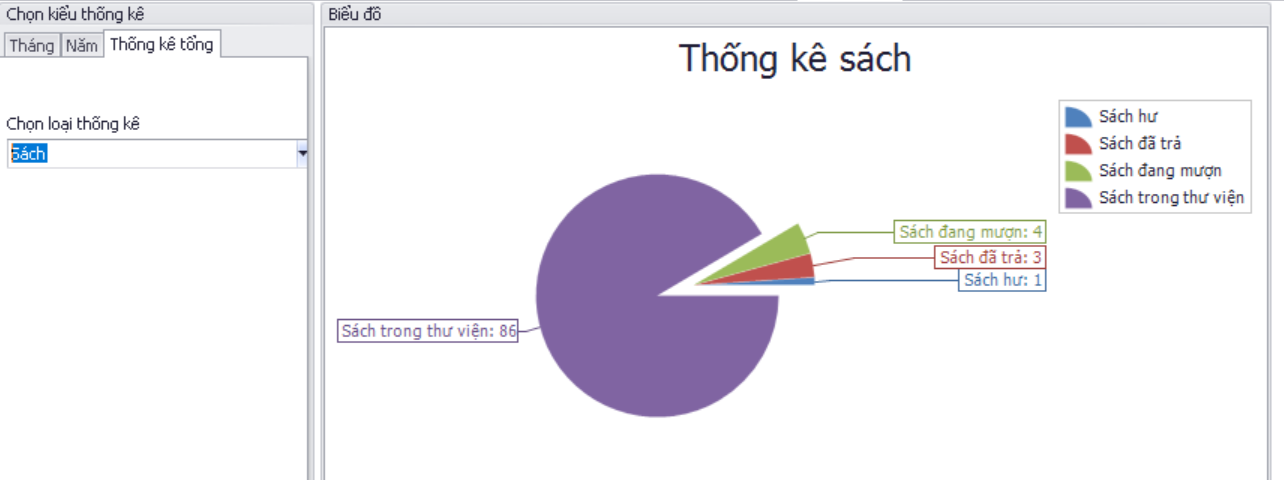 Chọn kiểu thống kê
Tháng Năm Thống kê tổng
Chọn loại thống kê
Sách
Biểu đồ
Thống kê sách
Sách hư
Sách đã trả
Sách đang mượn
Sách trong thư viện
Sách đang mượn: 4
Sách đã trả: 3
Sách hư: 1
Sách trong thư viện: 86